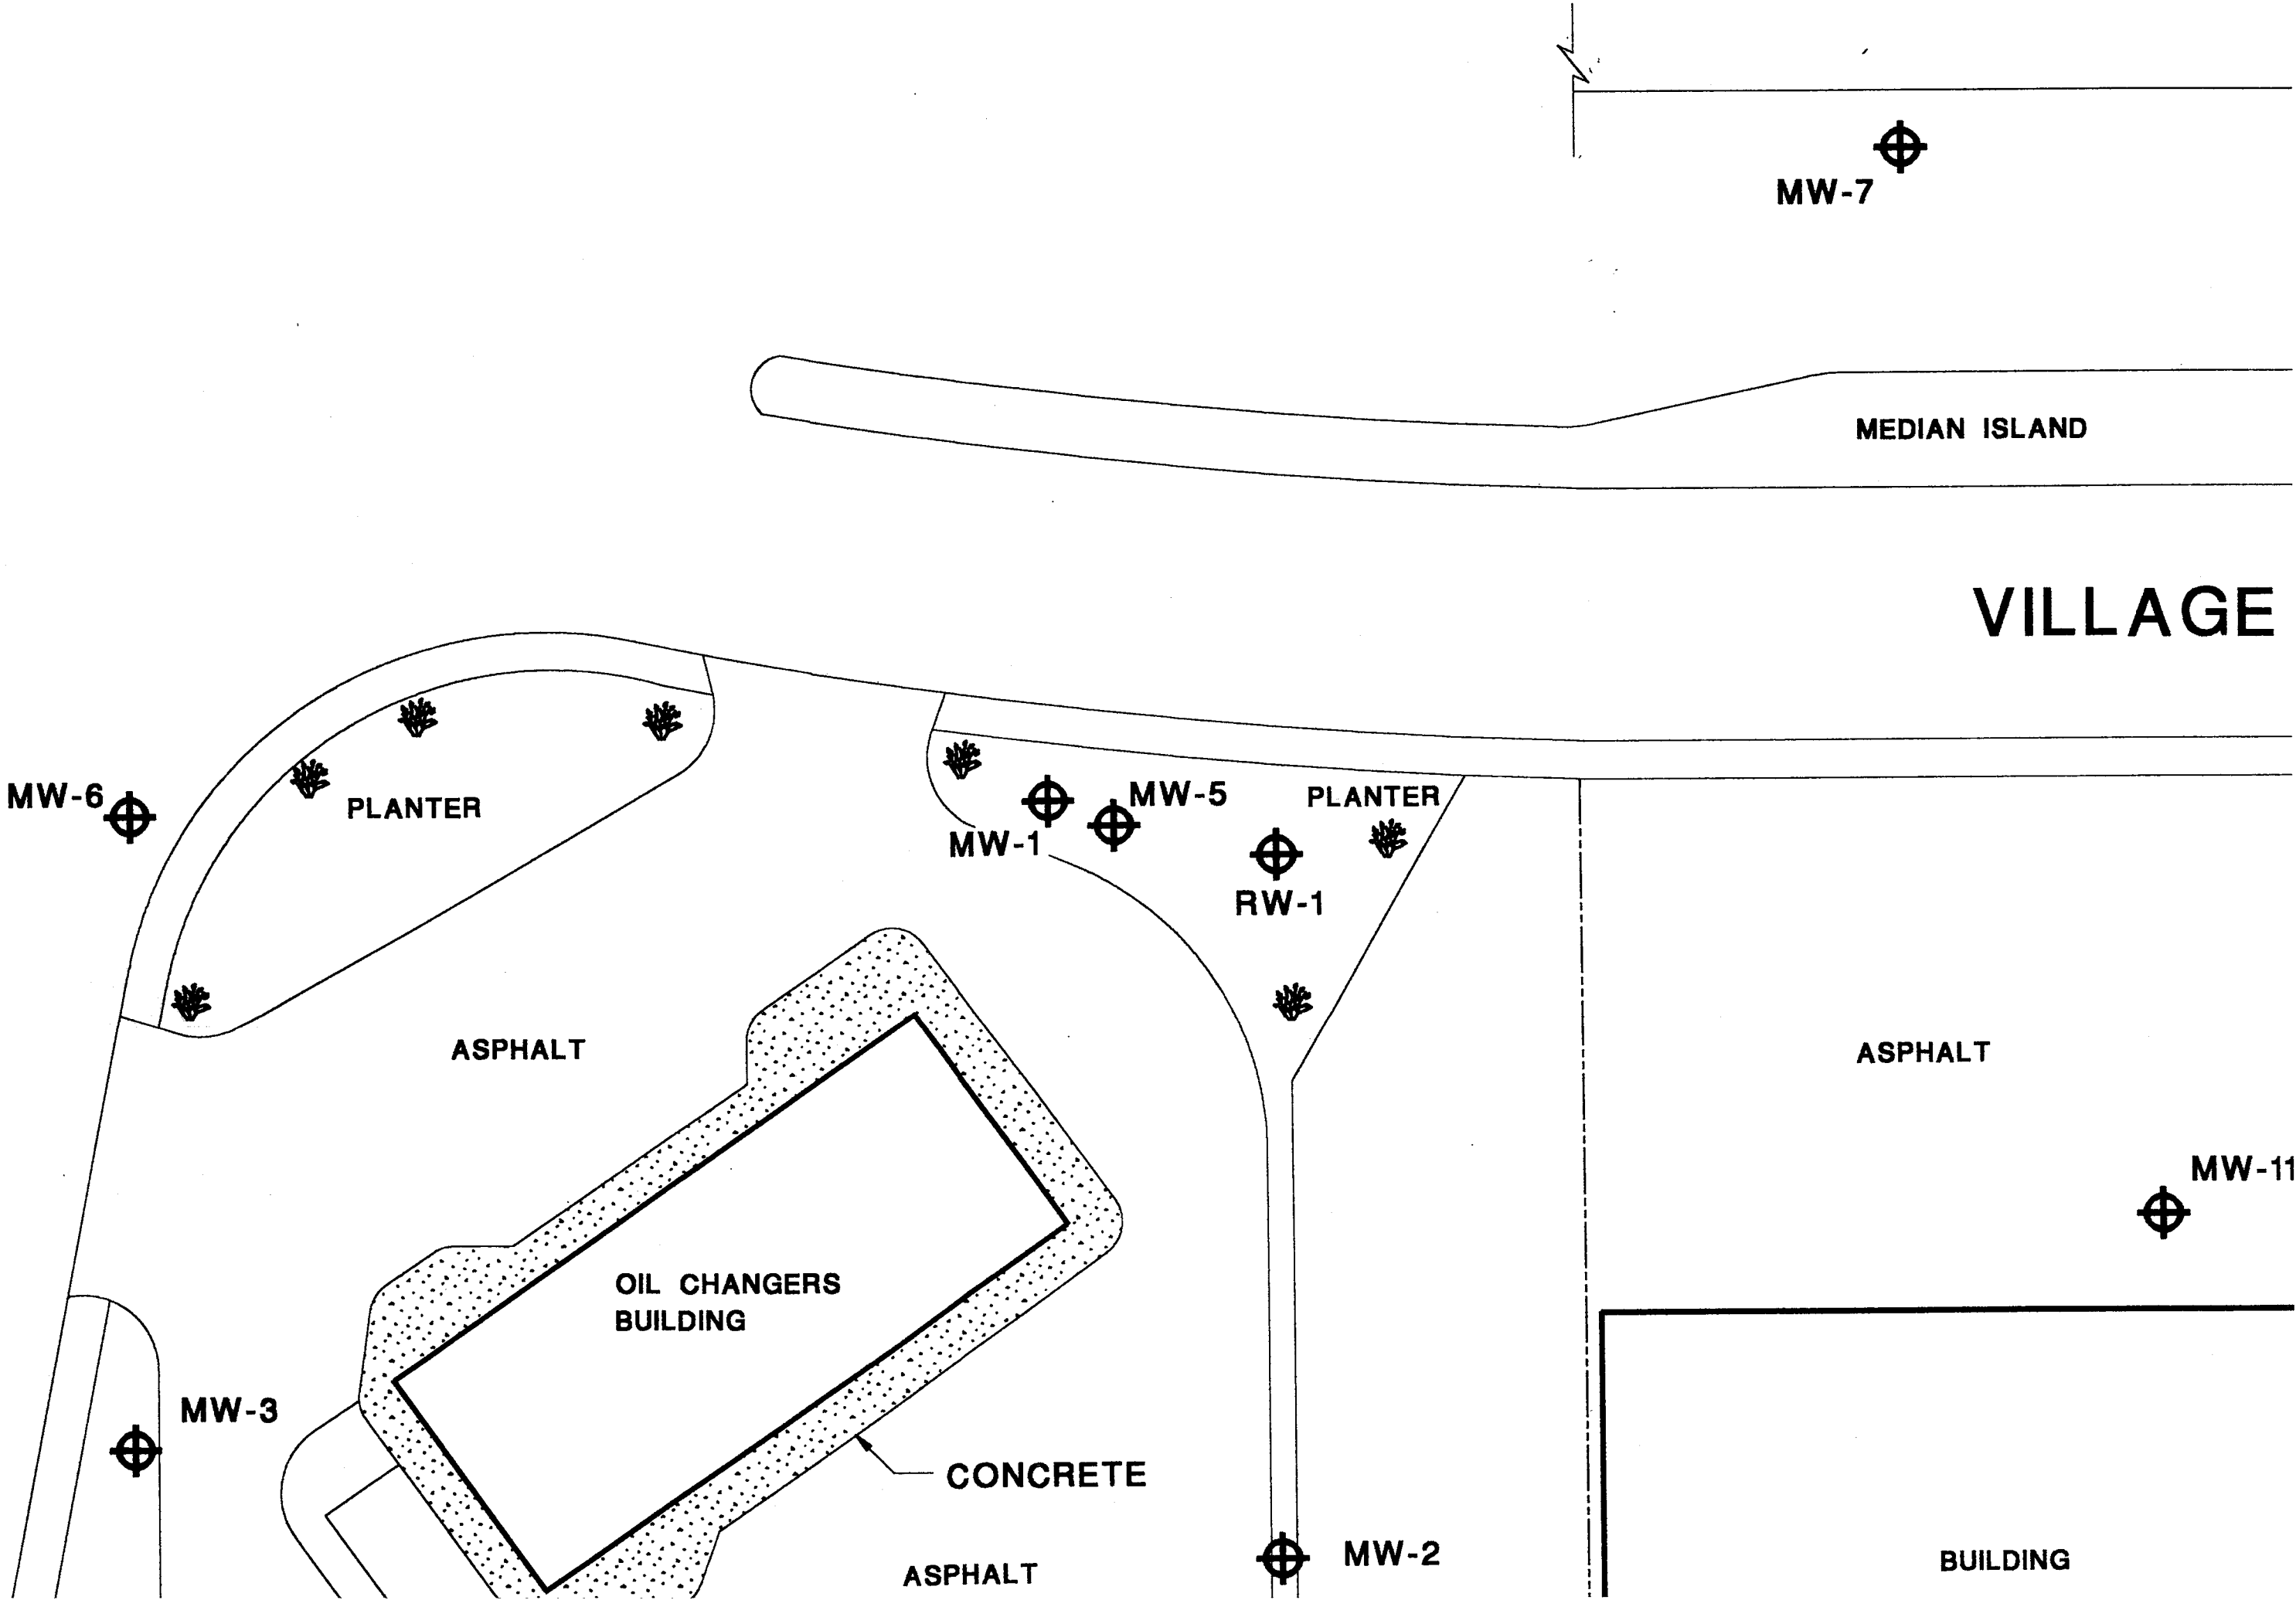 MW-7
MEDIAN ISLAND
VILLAGE
MW-6
PLANTER
MW-1
MW-5
PLANTER
RW-1
ASPHALT
ASPHALT
MW-11
OIL CHANGERS
BUILDING
MW-3
CONCRETE
MW-2
ASPHALT
BUILDING